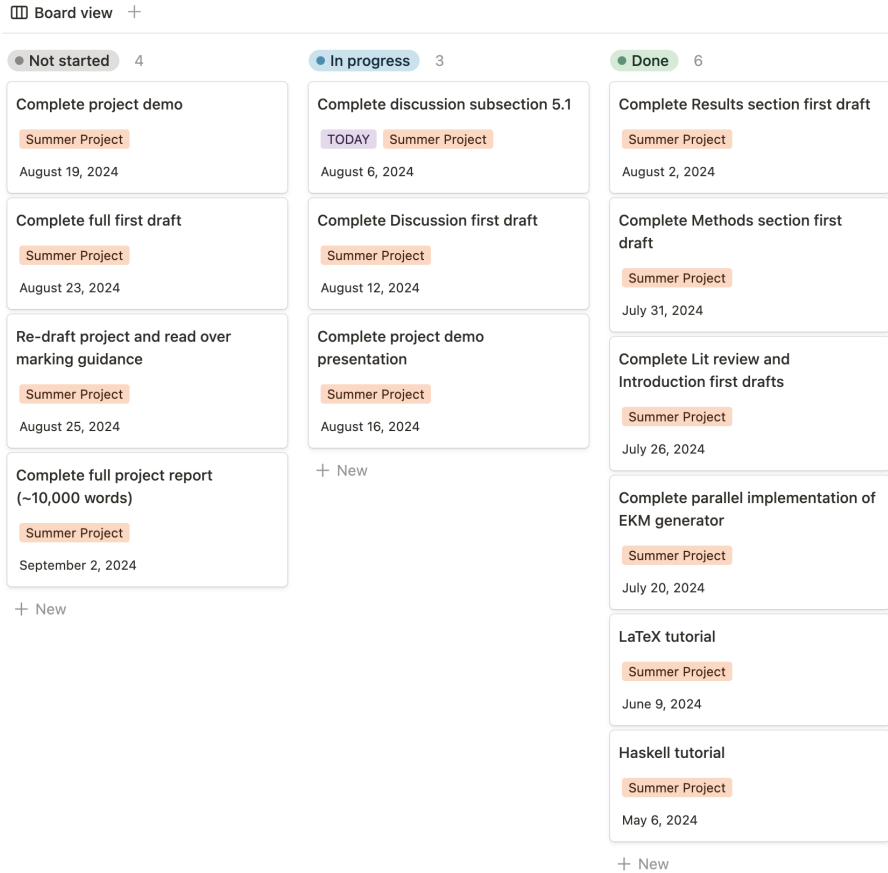 Board view
Not started 4
Complete project demo
Summer Project
August 19, 2024
Complete full first draft
Summer Project
August 23, 2024
Re-draft project and read over
marking guidance
Summer Project
August 25, 2024
Complete full project report
(~10,000 words)
Summer Project
September 2, 2024
+ New
In progress 3
Complete discussion subsection 5.1
TODAY Summer Project
August 6, 2024
Complete Discussion first draft
Summer Project
August 12, 2024
Complete project demo
presentation
Summer Project
August 16, 2024
+ New
Done 6
Complete Results section first draft
Summer Project
August 2, 2024
Complete Methods section first
draft
Summer Project
July 31, 2024
Complete Lit review and
Introduction first drafts
Summer Project
July 26, 2024
Complete parallel implementation of
EKM generator
Summer Project
July 20, 2024
LaTeX tutorial
Summer Project
June 9, 2024
Haskell tutorial
Summer Project
May 6, 2024
+ New